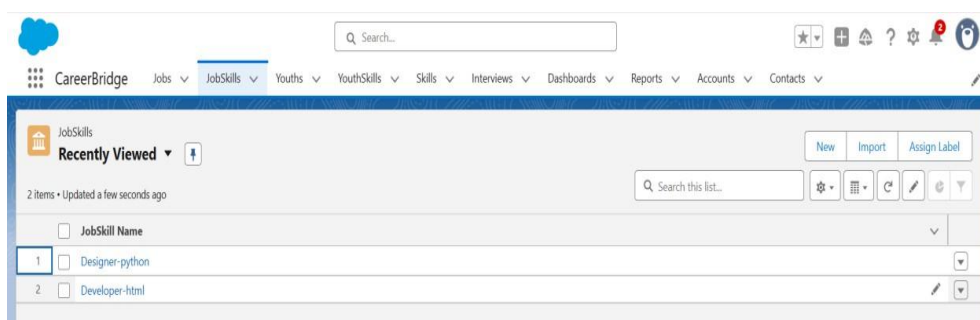 Search...
2
CareerBridge Jobs JobSkills Youths YouthSkills Skills Interviews Dashboards Reports Accounts Contacts
JobSkills
Recently Viewed
New Import Assign Label
2 items • Updated a few seconds ago
Search this list...
JobSkill Name
1 Designer-python
2 Developer-html